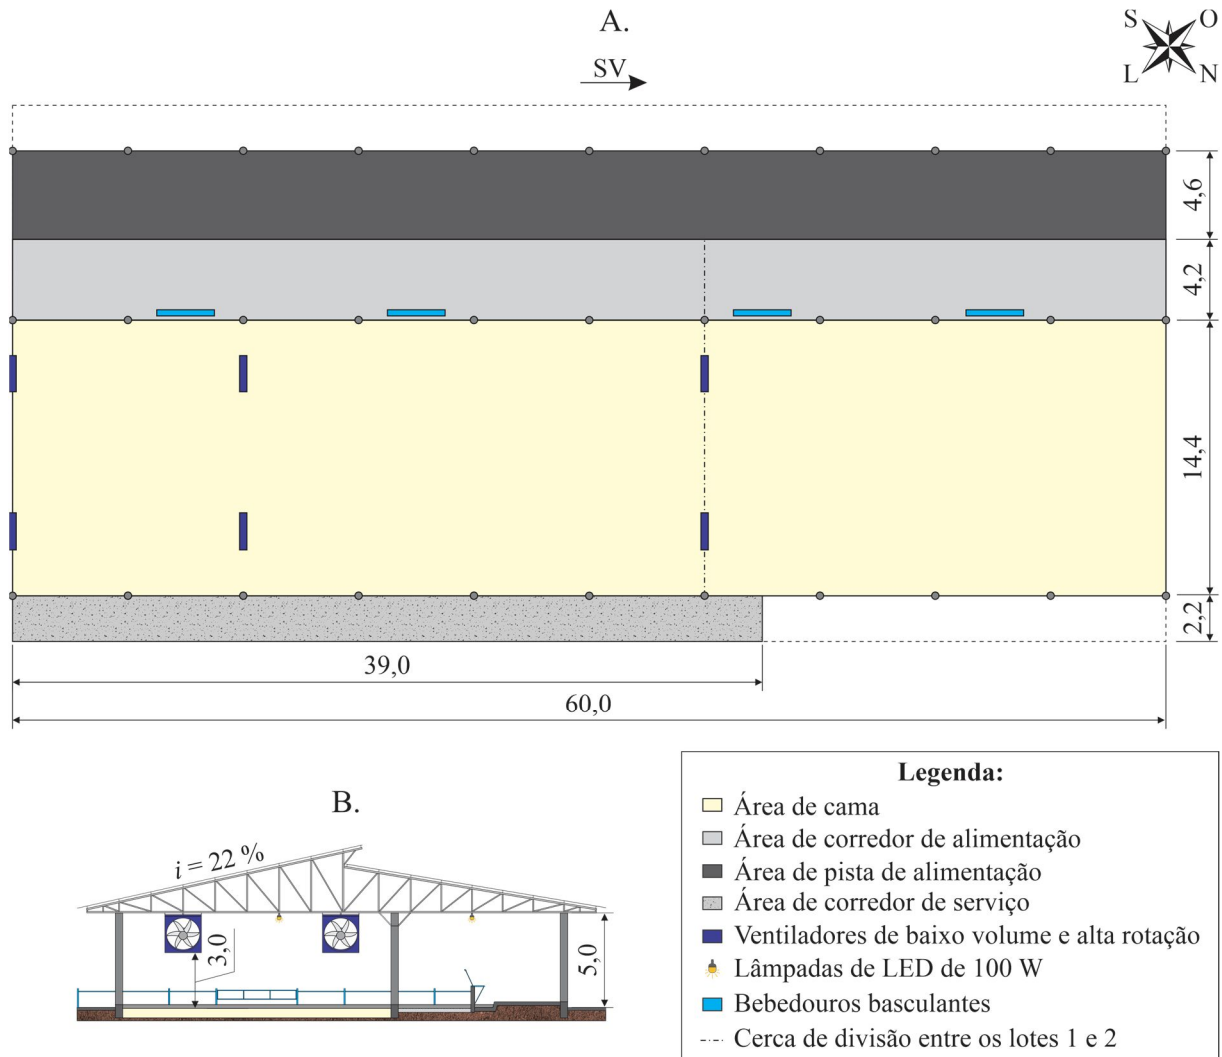 A.
SV
S O
L N
4,6
4,2
14,4
2,2
39,0
60,0
B.
i = 22 %
3,0
5,0
Legenda:
Área de cama
Área de corredor de alimentação
Área de pista de alimentação
Área de corredor de serviço
Ventiladores de baixo volume e alta rotação
Lâmpadas de LED de 100 W
Bebedouros basculantes
Cerca de divisão entre os lotes 1 e 2